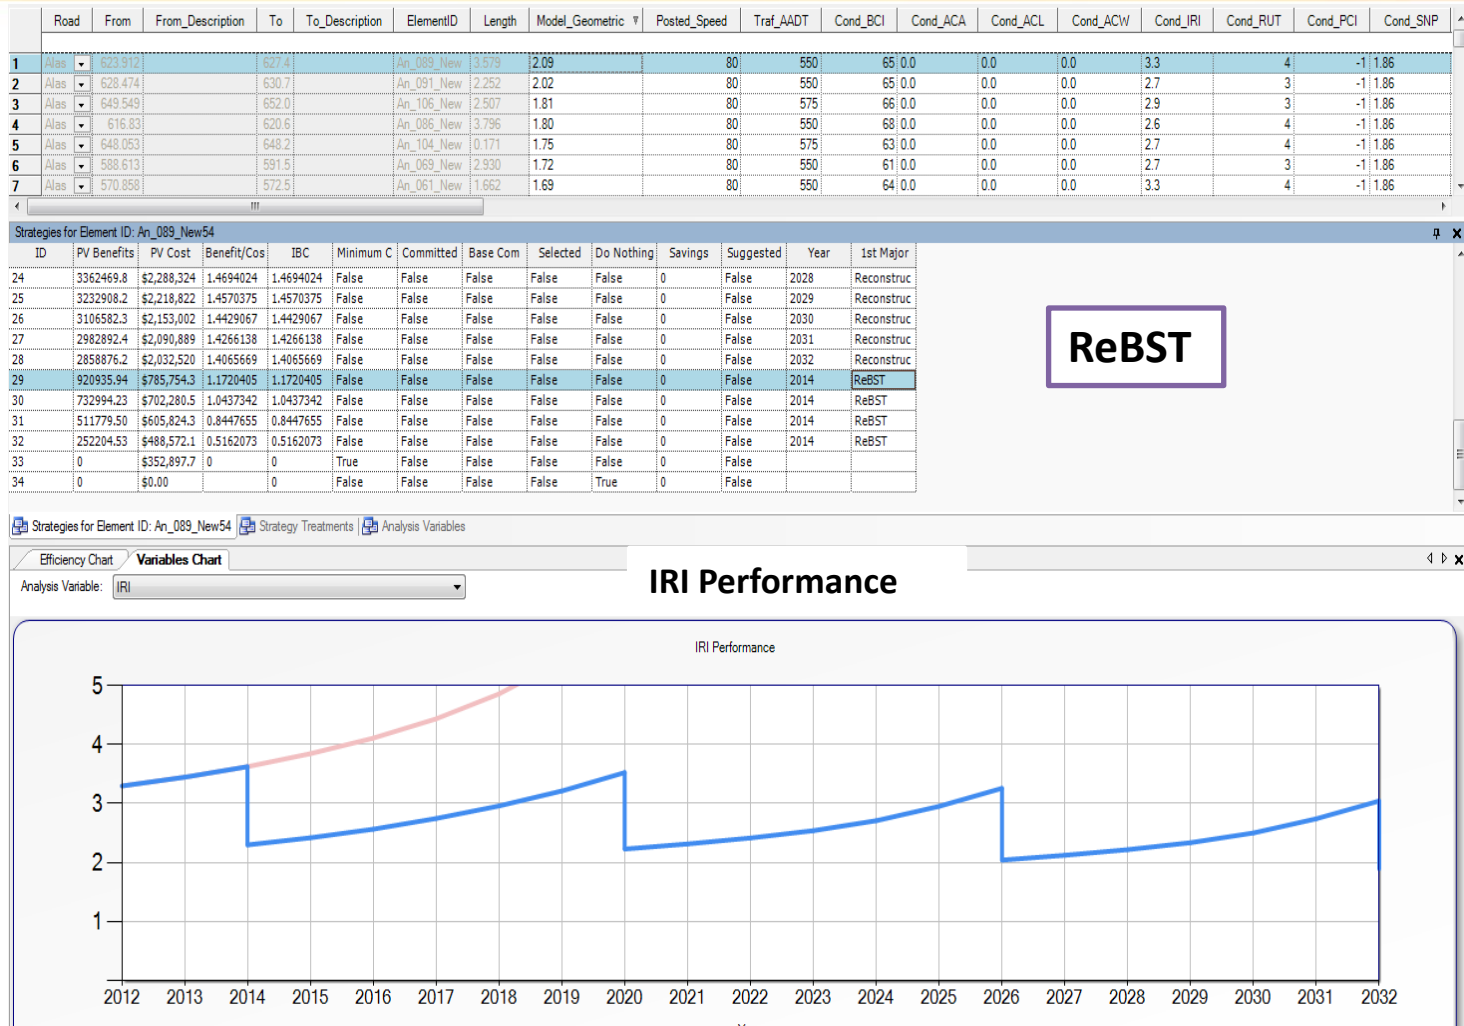 Road From From_Description To To_Description ElementID Length Model_Geometric Posted_Speed Traf_AADT Cond_BCI Cond_ACA Cond_ACL Cond_ACW Cond_IRI Cond_RUT Cond_PCI Cond_SNP
1 Alas 623.912 627.4 An_089_New 3.579 2.09 80 550 65 0.0 0.0 0.0 3.3 4 -1 1.86
2 Alas 628.474 630.7 An_091_New 2.252 2.02 80 550 65 0.0 0.0 0.0 2.7 3 -1 1.86
3 Alas 649.549 652.0 An_106_New 2.507 1.81 80 575 66 0.0 0.0 0.0 2.9 3 -1 1.86
4 Alas 616.83 620.6 An_086_New 3.796 1.80 80 550 68 0.0 0.0 0.0 2.6 4 -1 1.86
5 Alas 648.053 648.2 An_104_New 0.171 1.75 80 575 63 0.0 0.0 0.0 2.7 4 -1 1.86
6 Alas 588.613 591.5 An_069_New 2.930 1.72 80 550 61 0.0 0.0 0.0 2.7 3 -1 1.86
7 Alas 570.858 572.5 An_061_New 1.662 1.69 80 550 64 0.0 0.0 0.0 3.3 4 -1 1.86
Strategies for Element ID: An_089_New54
ID PV Benefits PV Cost Benefit/Cos IBC Minimum C Committed Base Com Selected Do Nothing Savings Suggested Year 1st Major
24 3362469.8 $2,288,324 1.4694024 1.4694024 False False False False False 0 False 2028 Reconstruc
25 3232908.2 $2,218,822 1.4570375 1.4570375 False False False False False 0 False 2029 Reconstruc
26 3106582.3 $2,153,002 1.4429067 1.4429067 False False False False False 0 False 2030 Reconstruc
27 2982892.4 $2,090,889 1.4266138 1.4266138 False False False False False 0 False 2031 Reconstruc
28 2858876.2 $2,032,520 1.4065669 1.4065669 False False False False False 0 False 2032 Reconstruc
29 920935.94 $785,754.3 1.1720405 1.1720405 False False False False False 0 False 2014 ReBST
30 732994.23 $702,280.5 1.0437342 1.0437342 False False False False False 0 False 2014 ReBST
31 511779.50 $605,824.3 0.8447655 0.8447655 False False False False False 0 False 2014 ReBST
32 252204.53 $488,572.1 0.5162073 0.5162073 False False False False False 0 False 2014 ReBST
33 0 $352,897.7 0 0 True False False False False 0 False
34 0 $0.00 0 False False False False True 0 False
ReBST
Strategies for Element ID: An_089_New54 Strategy Treatments Analysis Variables
Efficiency Chart Variables Chart
Analysis Variable: IRI
IRI Performance
IRI Performance
5
4
3
2
1
2012 2013 2014 2015 2016 2017 2018 2019 2020 2021 2022 2023 2024 2025 2026 2027 2028 2029 2030 2031 2032